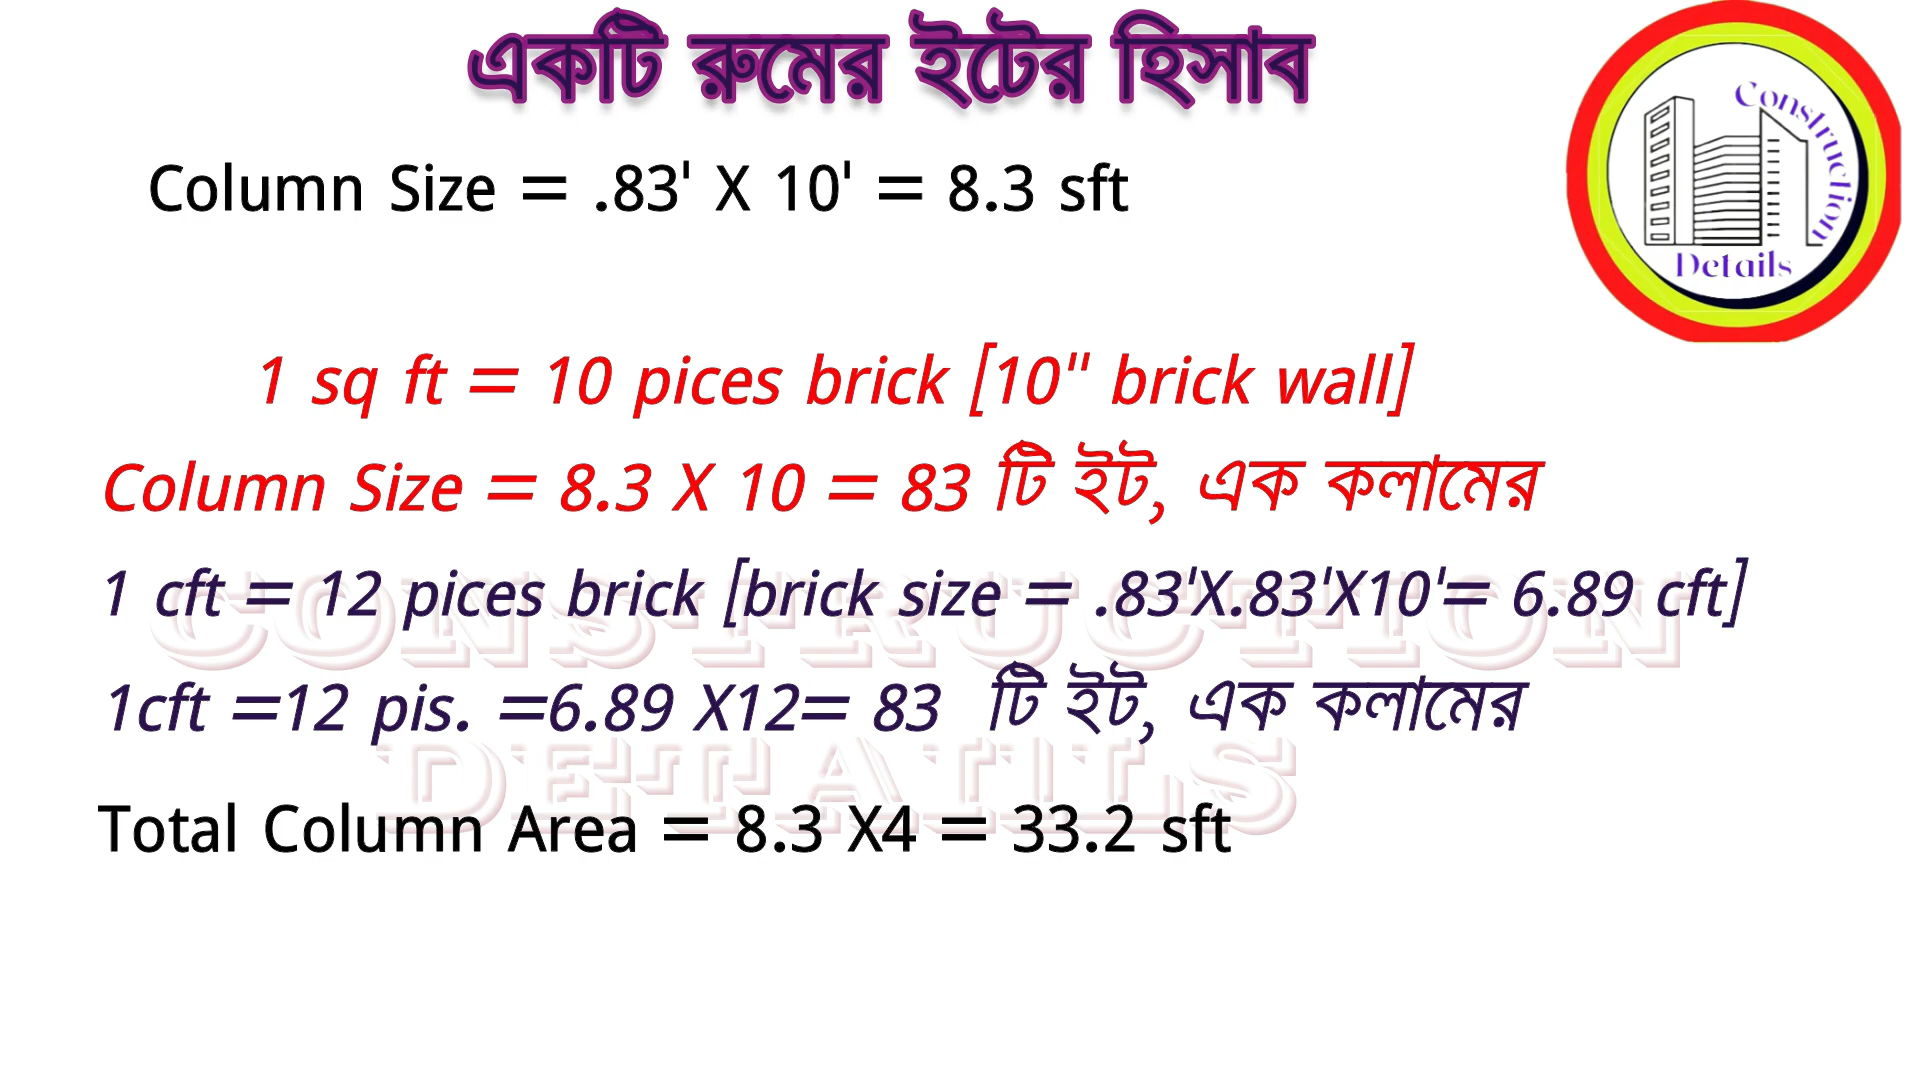 একটি রুমের ইটের হিসাব
Construction
Details
Column Size = .83' X 10' = 8.3 sft
1 sq ft = 10 pices brick [10'' brick wall]
Column Size = 8.3 X 10 = 83 টি ইট, এক কলামের
1 cft = 12 pices brick [brick size = .83'X.83'X10'= 6.89 cft]
CONSTRUCTION
1cft =12 pis. =6.89 X12= 83 টি ইট, এক কলামের
DETAILS
Total Column Area = 8.3 X4 = 33.2 sft